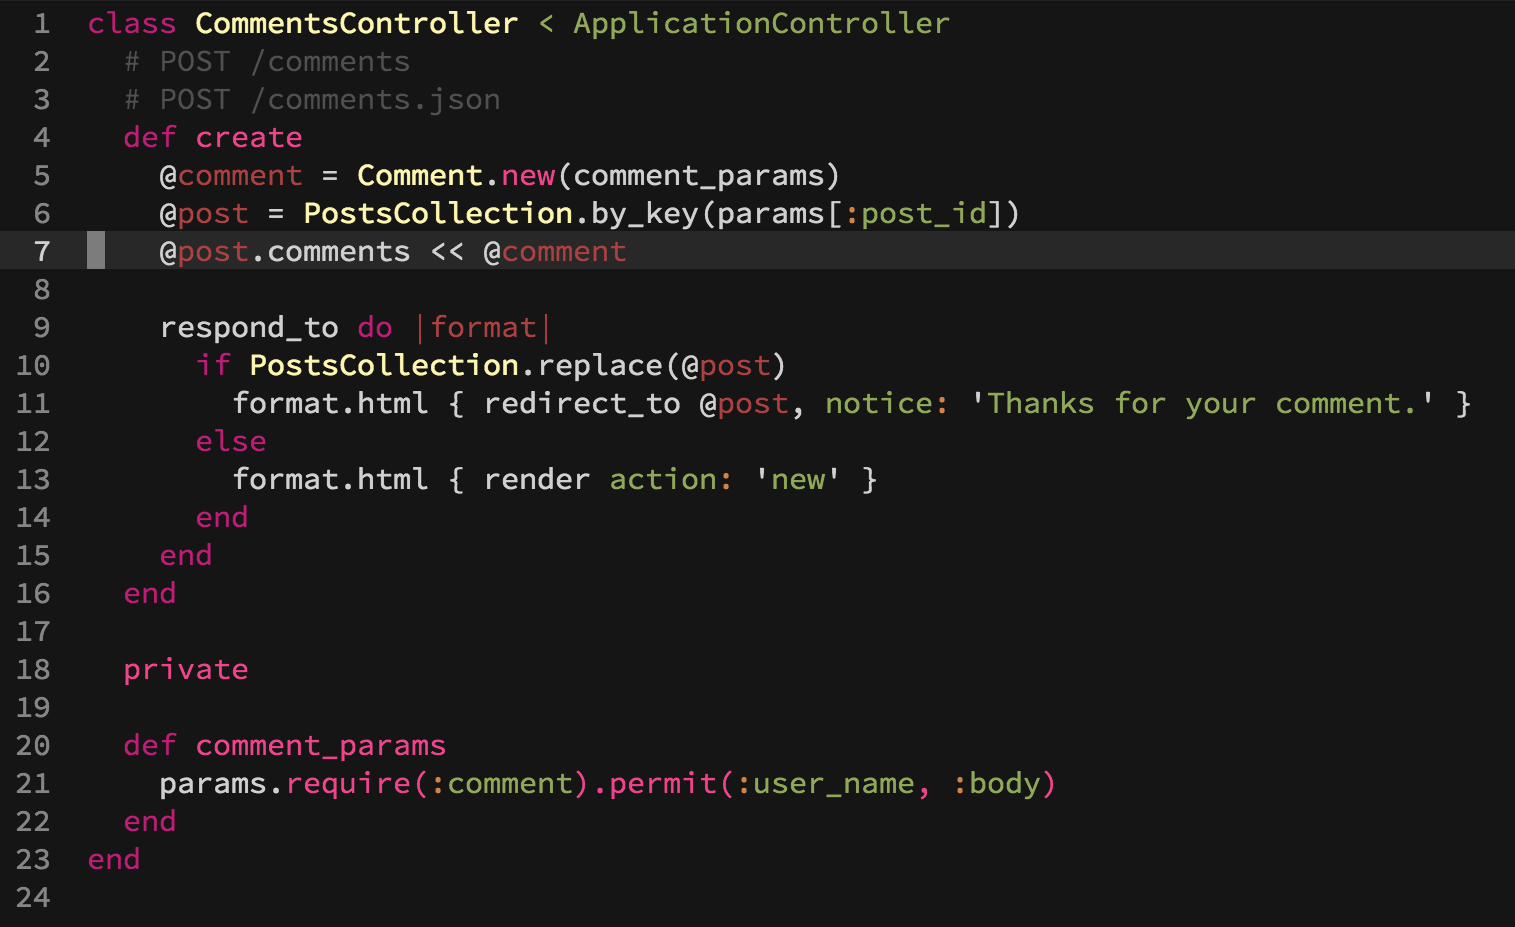 1 class CommentsController < ApplicationController
2   # POST /comments
3   # POST /comments.json
4   def create
5     @comment = Comment.new(comment_params)
6     @post = PostsCollection.by_key(params[:post_id])
7     @post.comments << @comment
8
9     respond_to do |format|
10       if PostsCollection.replace(@post)
11         format.html { redirect_to @post, notice: 'Thanks for your comment.' }
12       else
13         format.html { render action: 'new' }
14       end
15     end
16   end
17
18   private
19
20   def comment_params
21     params.require(:comment).permit(:user_name, :body)
22   end
23 end
24